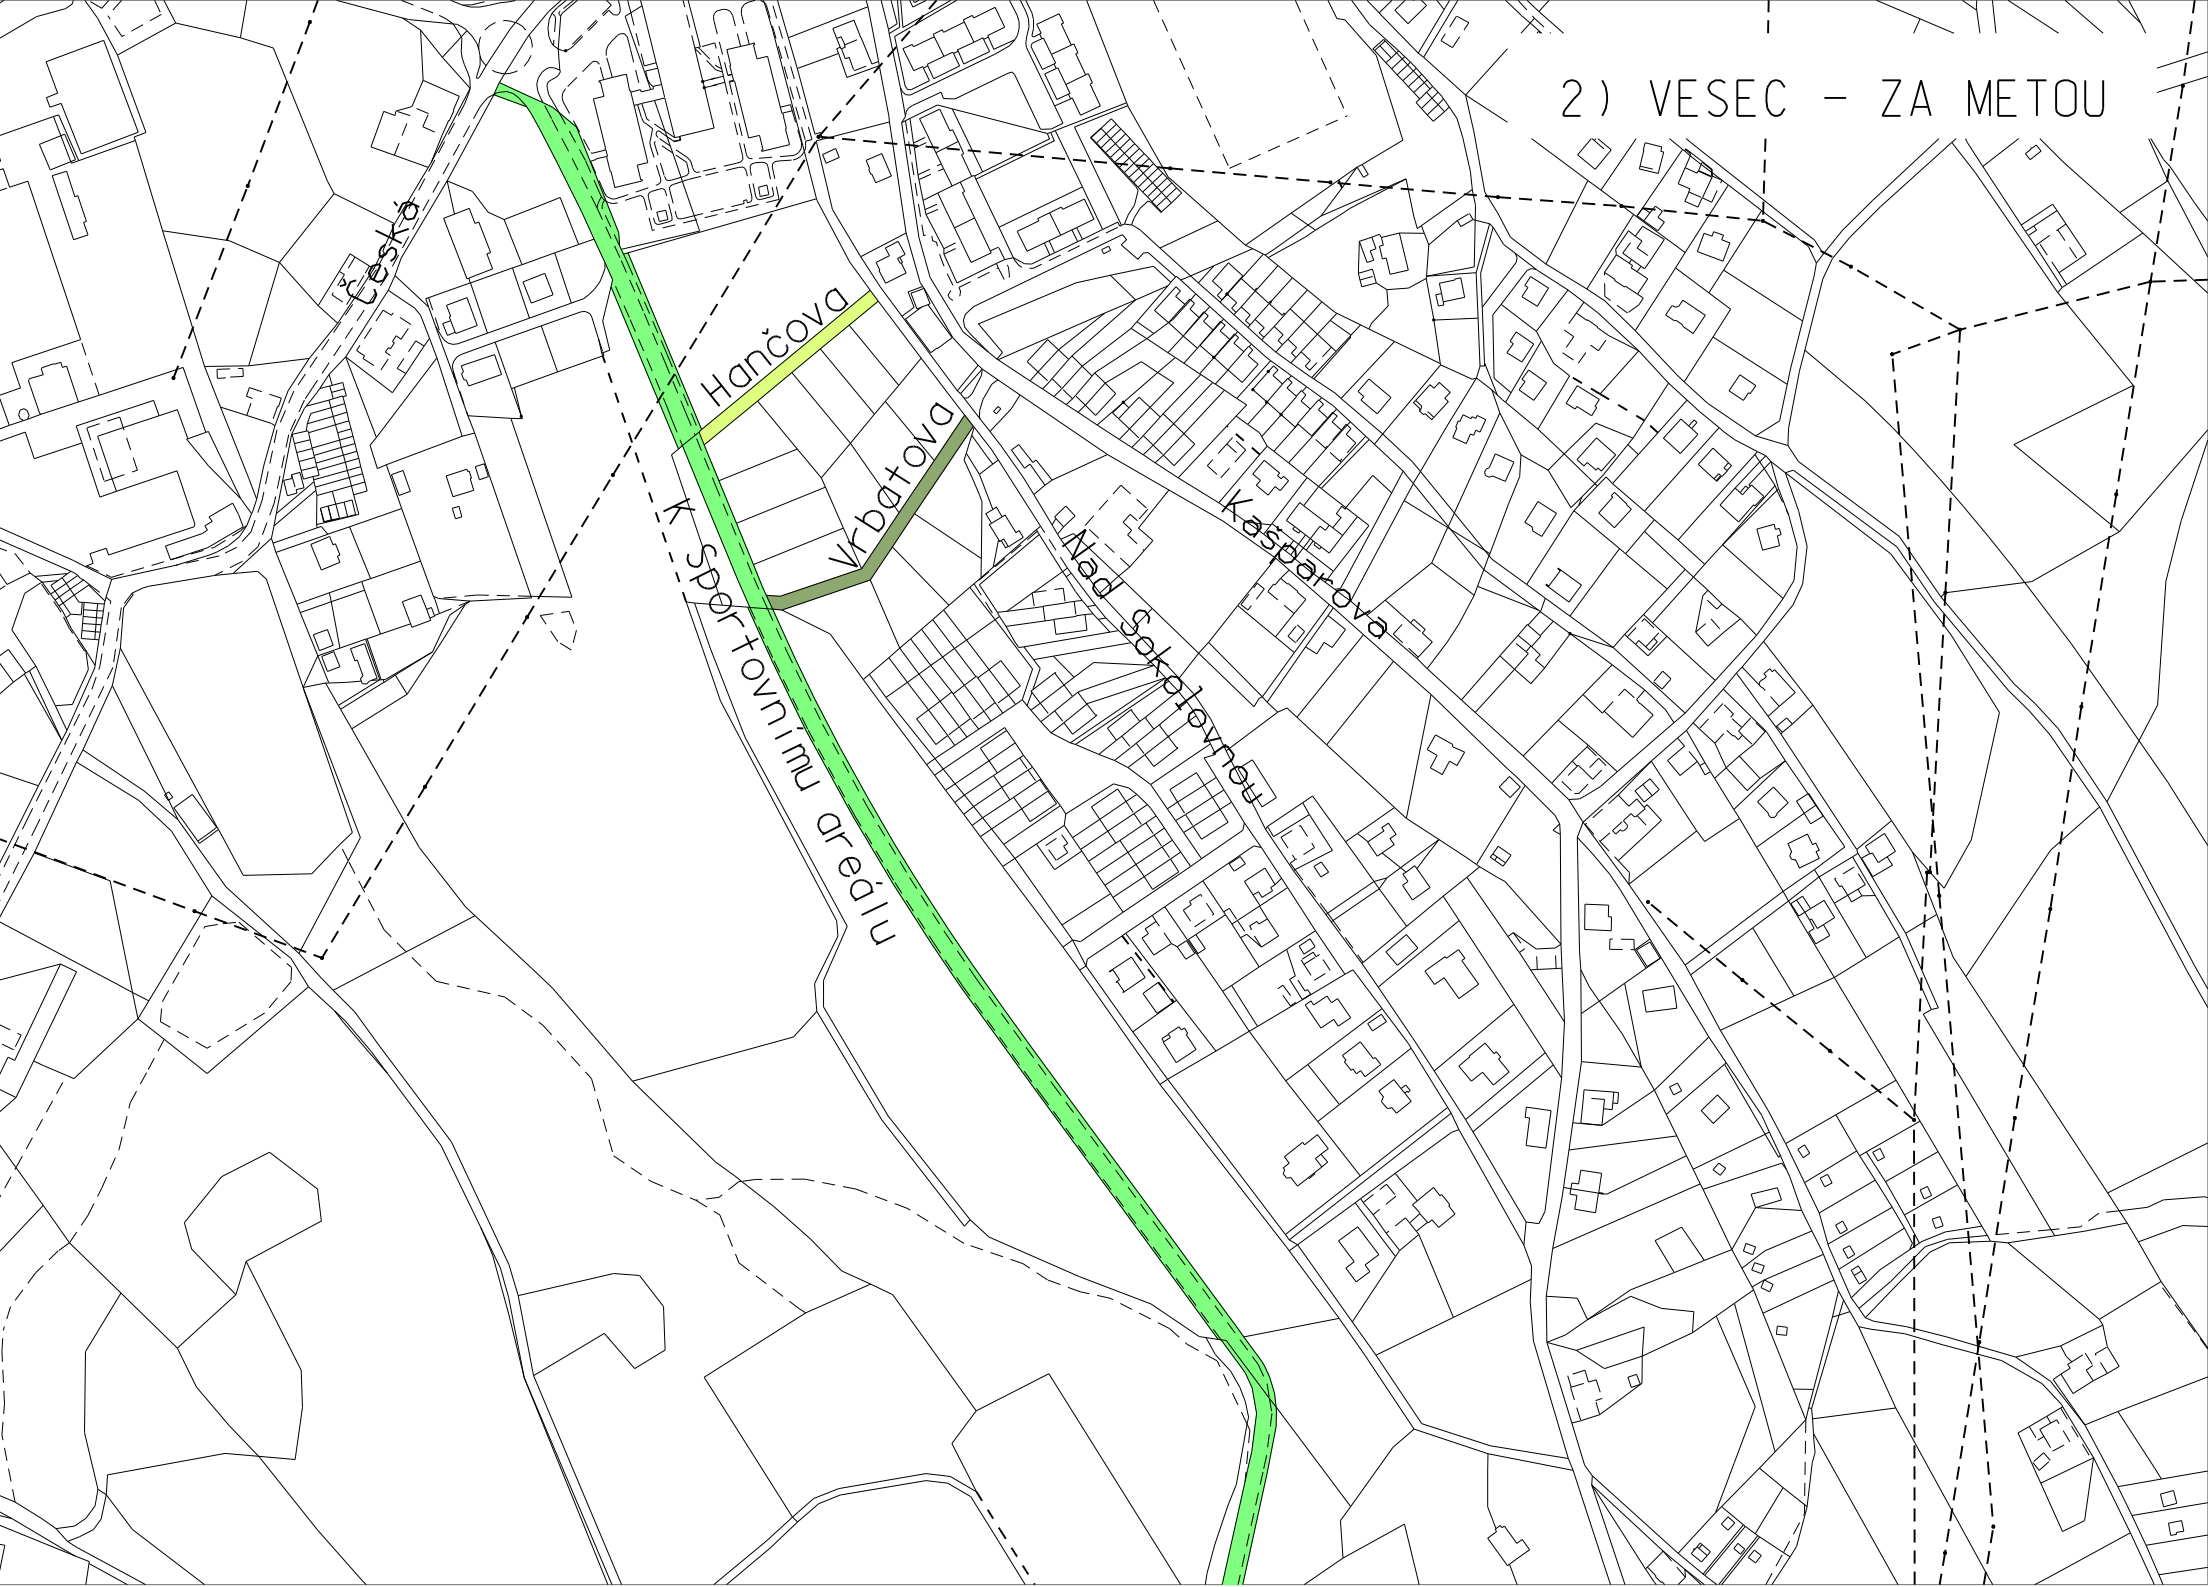 2) VESEC - ZA METOU
Česká
Hančova
Vrbatova
K Sportovnímu areálu
Nad Sokolovnou
Kašparova